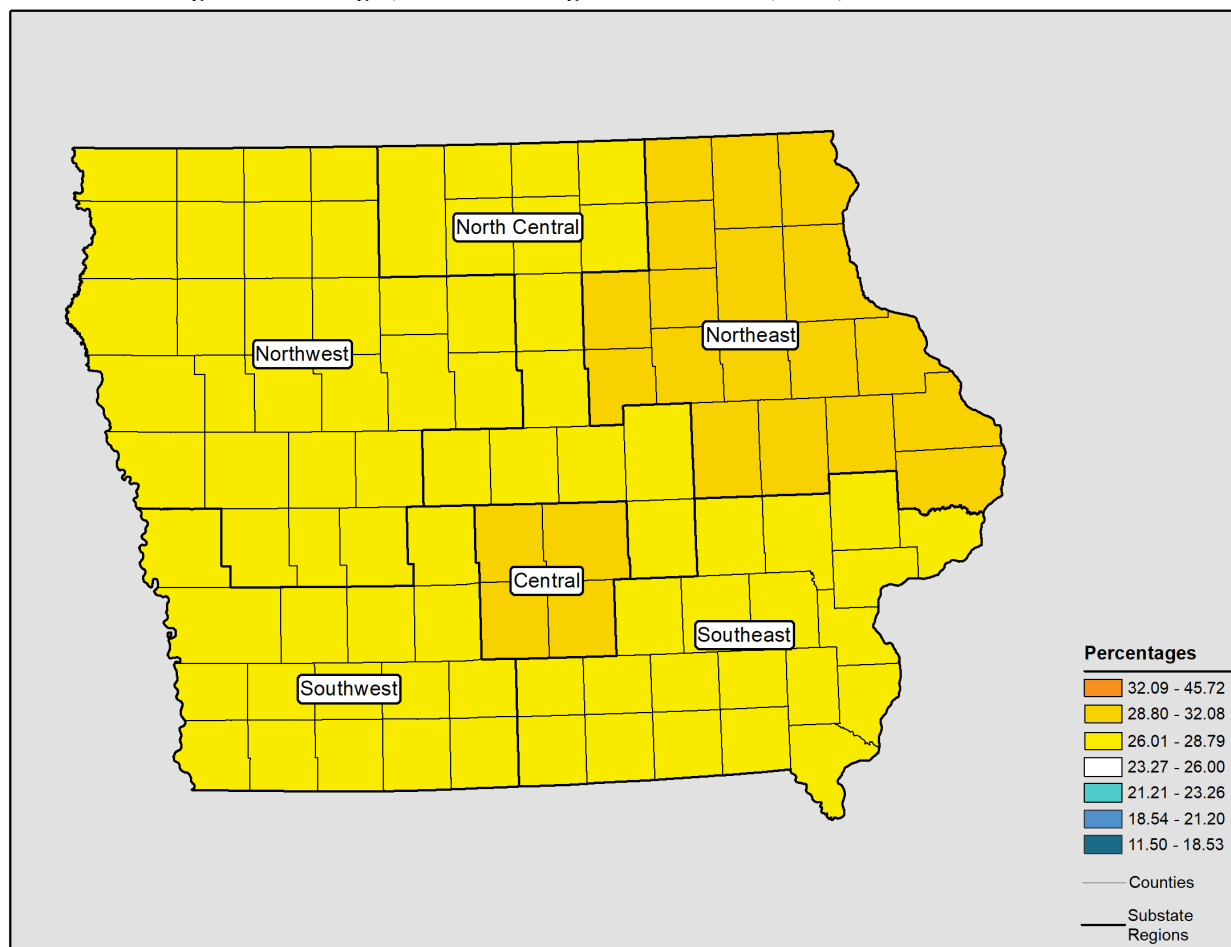 North Central
Northeast
Northwest
Central
Southeast
Southwest
Percentages
32.09 - 45.72
28.80 - 32.08
26.01 - 28.79
23.27 - 26.00
21.21 - 23.26
18.54 - 21.20
11.50 - 18.53
Counties
Substate
Regions